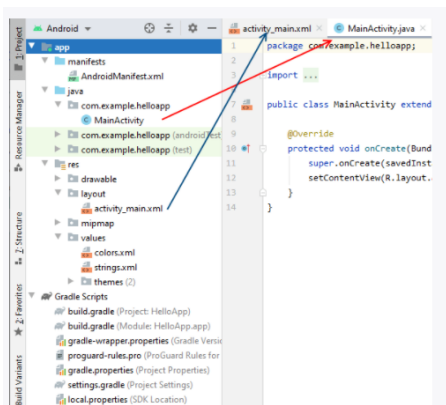 Android
activity_main.xml
MainActivity.java
1: Project
Resource Manager
Z: Structure
2: Favorites
Build Variants
app
manifests
AndroidManifest.xml
java
com.example.helloapp
MainActivity
com.example.helloapp (androidTest
com.example.helloapp (test)
res
drawable
layout
activity_main.xml
mipmap
values
colors.xml
strings.xml
themes (2)
Gradle Scripts
build.gradle (Project: HelloApp)
build.gradle (Module: HelloApp.app)
gradle-wrapper.properties (Gradle Versio
proguard-rules.pro (ProGuard Rules for
gradle.properties (Project Properties)
settings.gradle (Project Settings)
local.properties (SDK Location)
1 package com.example.helloapp;
2
3 import ...
7 public class MainActivity extend
8
9 @Override
10 protected void onCreate(Bund
11 super.onCreate(savedInst
12 setContentView(R.layout.
13 }
14 }